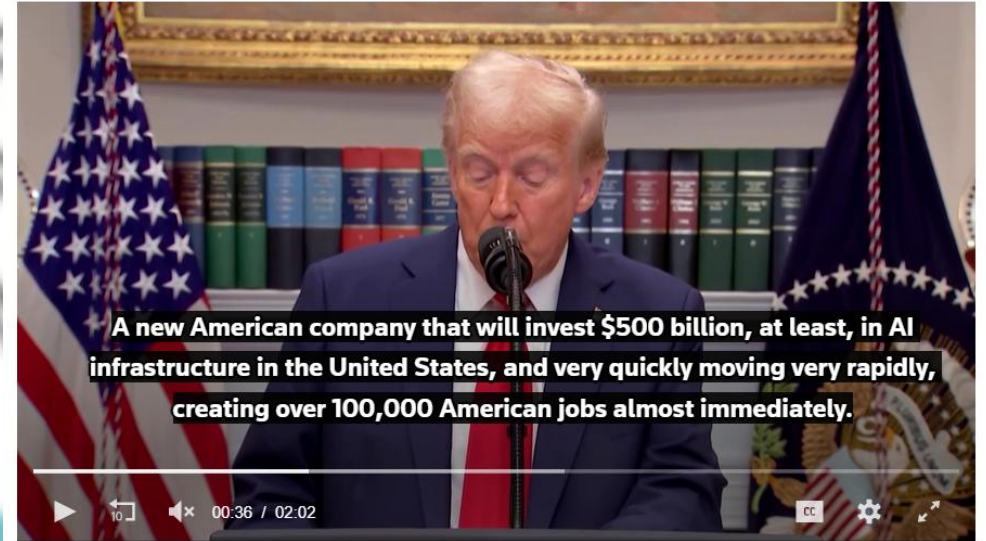 A new American company that will invest $500 billion, at least, in AI
infrastructure in the United States, and very quickly moving very rapidly,
creating over 100,000 American jobs almost immediately.
10
00:36 / 02:02
CC